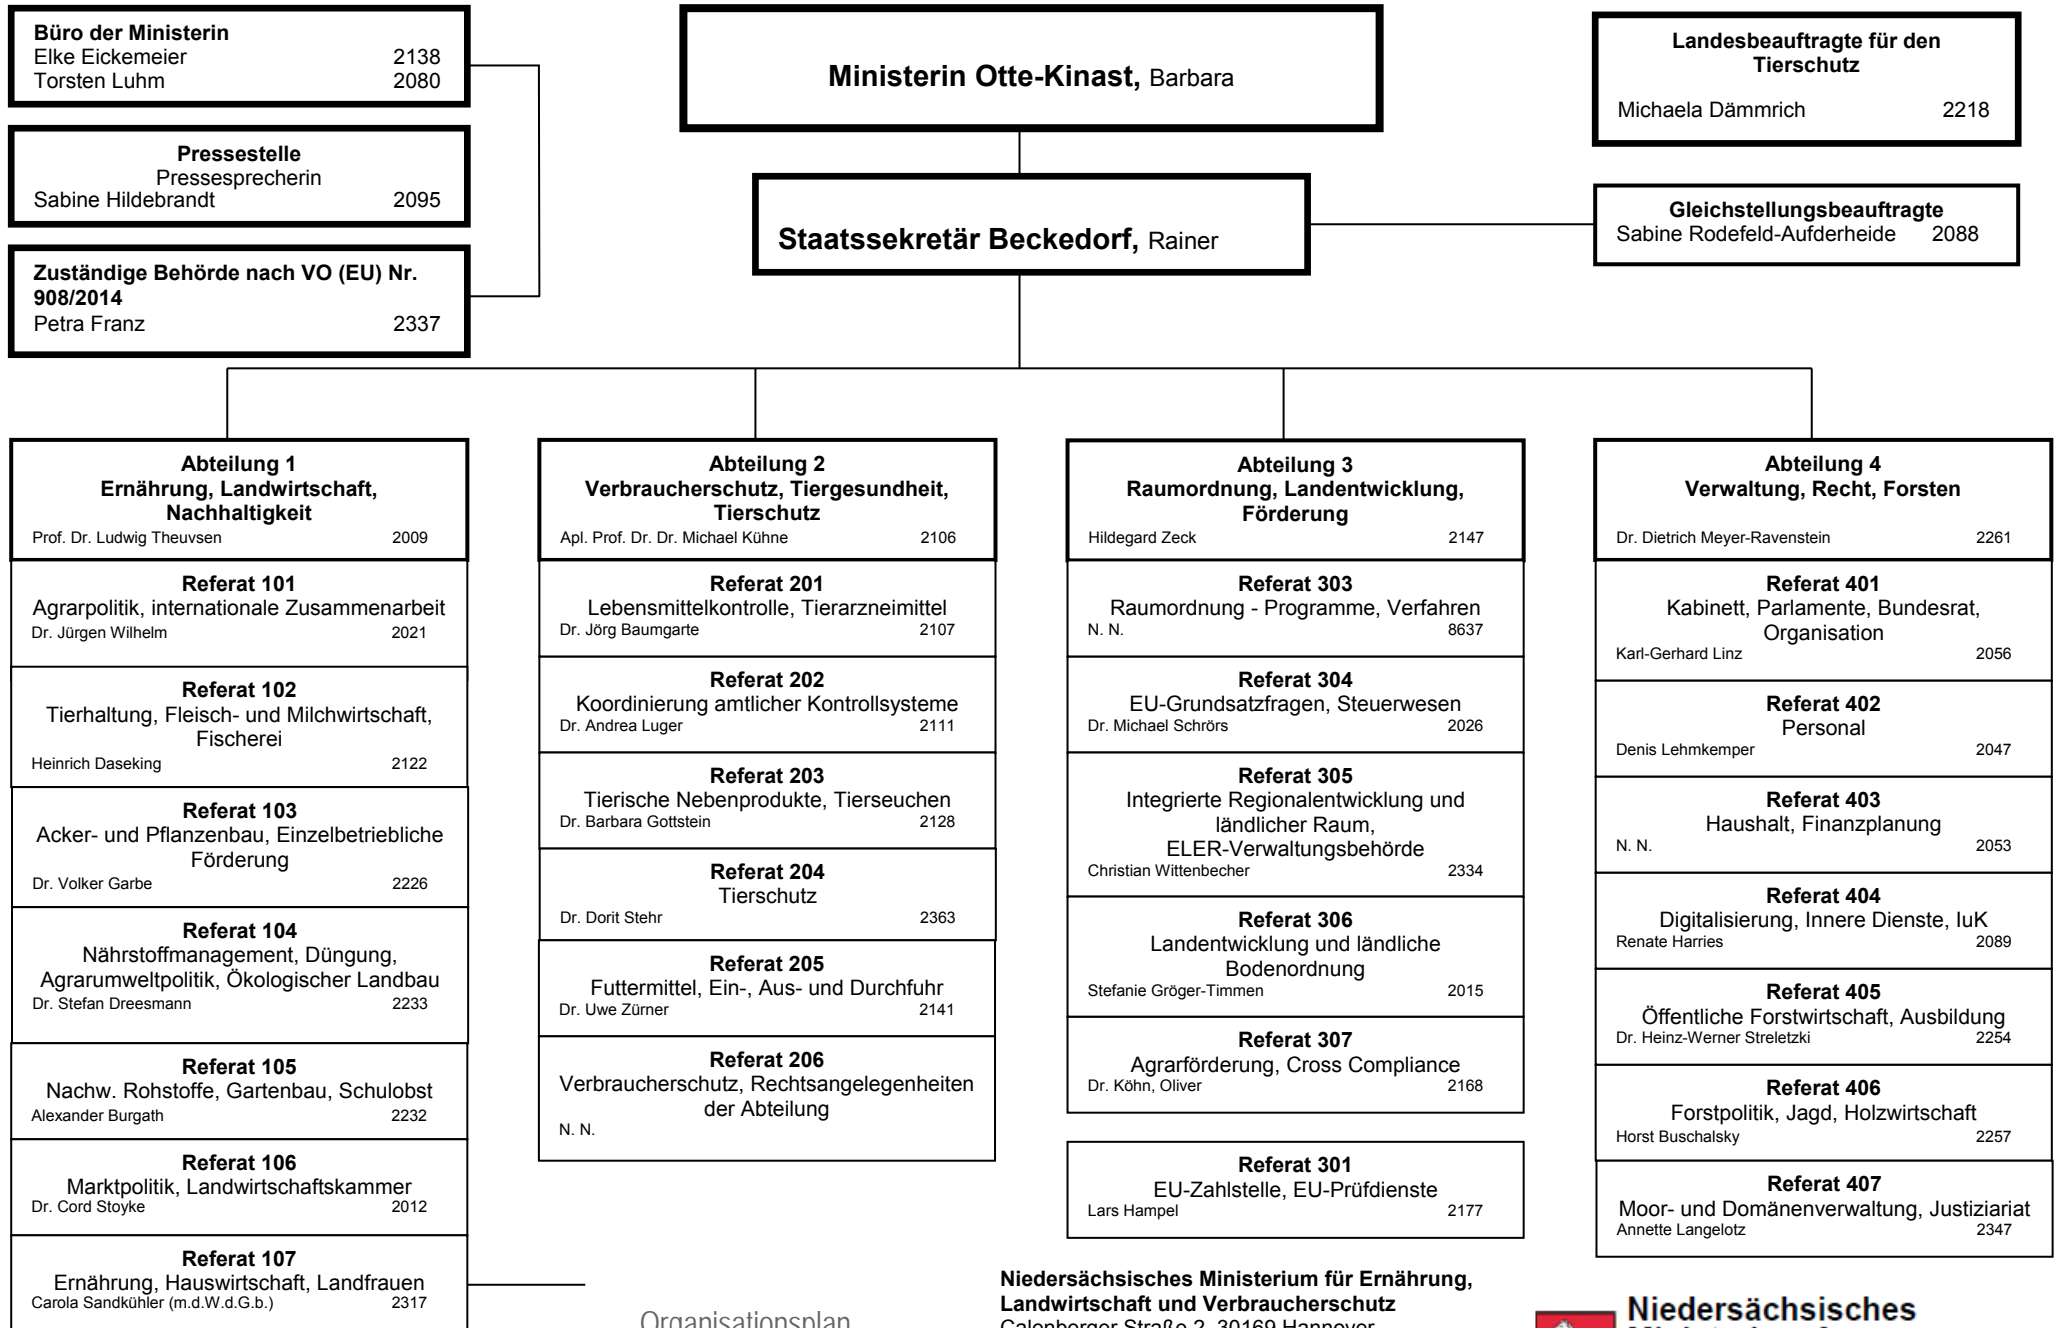 Büro der Ministerin
Elke Eickemeier 2138
Torsten Luhm 2080
Pressestelle
Pressesprecherin
Sabine Hildebrandt 2095
Zuständige Behörde nach VO (EU) Nr.
908/2014
Petra Franz 2337
Ministerin Otte-Kinast, Barbara
Staatssekretär Beckedorf, Rainer
Landesbeauftragte für den
Tierschutz
Michaela Dämmrich 2218
Gleichstellungsbeauftragte
Sabine Rodefeld-Aufderheide 2088
Abteilung 1
Ernährung, Landwirtschaft,
Nachhaltigkeit
Prof. Dr. Ludwig Theuvsen 2009
Referat 101
Agrarpolitik, internationale Zusammenarbeit
Dr. Jürgen Wilhelm 2021
Referat 102
Tierhaltung, Fleisch- und Milchwirtschaft,
Fischerei
Heinrich Daseking 2122
Referat 103
Acker- und Pflanzenbau, Einzelbetriebliche
Förderung
Dr. Volker Garbe 2226
Referat 104
Nährstoffmanagement, Düngung,
Agrarumweltpolitik, Ökologischer Landbau
Dr. Stefan Dreesmann 2233
Referat 105
Nachw. Rohstoffe, Gartenbau, Schulobst
Alexander Burgath 2232
Referat 106
Marktpolitik, Landwirtschaftskammer
Dr. Cord Stoyke 2012
Referat 107
Ernährung, Hauswirtschaft, Landfrauen
Carola Sandkühler (m.d.W.d.G.b.) 2317
Abteilung 2
Verbraucherschutz, Tiergesundheit,
Tierschutz
Apl. Prof. Dr. Dr. Michael Kühne 2106
Referat 201
Lebensmittelkontrolle, Tierarzneimittel
Dr. Jörg Baumgarte 2107
Referat 202
Koordinierung amtlicher Kontrollsysteme
Dr. Andrea Luger 2111
Referat 203
Tierische Nebenprodukte, Tierseuchen
Dr. Barbara Gottstein 2128
Referat 204
Tierschutz
Dr. Dorit Stehr 2363
Referat 205
Futtermittel, Ein-, Aus- und Durchfuhr
Dr. Uwe Zürner 2141
Referat 206
Verbraucherschutz, Rechtsangelegenheiten
der Abteilung
N. N.
Abteilung 3
Raumordnung, Landentwicklung,
Förderung
Hildegard Zeck 2147
Referat 303
Raumordnung - Programme, Verfahren
N. N. 8637
Referat 304
EU-Grundsatzfragen, Steuerwesen
Dr. Michael Schrörs 2026
Referat 305
Integrierte Regionalentwicklung und
ländlicher Raum,
ELER-Verwaltungsbehörde
Christian Wittenbecher 2334
Referat 306
Landentwicklung und ländliche
Bodenordnung
Stefanie Gröger-Timmen 2015
Referat 307
Agrarförderung, Cross Compliance
Dr. Köhn, Oliver 2168
Referat 301
EU-Zahlstelle, EU-Prüfdienste
Lars Hampel 2177
Abteilung 4
Verwaltung, Recht, Forsten
Dr. Dietrich Meyer-Ravenstein 2261
Referat 401
Kabinett, Parlamente, Bundesrat,
Organisation
Karl-Gerhard Linz 2056
Referat 402
Personal
Denis Lehmkemper 2047
Referat 403
Haushalt, Finanzplanung
N. N. 2053
Referat 404
Digitalisierung, Innere Dienste, IuK
Renate Harries 2089
Referat 405
Öffentliche Forstwirtschaft, Ausbildung
Dr. Heinz-Werner Streletzki 2254
Referat 406
Forstpolitik, Jagd, Holzwirtschaft
Horst Buschalsky 2257
Referat 407
Moor- und Domänenverwaltung, Justiziariat
Annette Langelotz 2347
Organisationsplan
Niedersächsisches Ministerium für Ernährung,
Landwirtschaft und Verbraucherschutz
Calenberger Straße 2, 30169 Hannover
Niedersächsisches